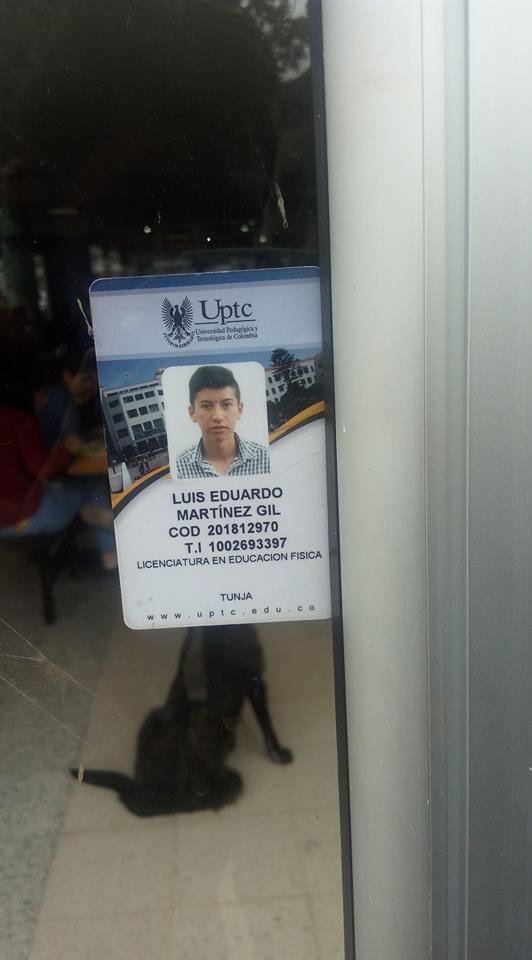 Uptc
Universidad Pedagógica y
Tecnológica de Colombia
LUIS EDUARDO
MARTÍNEZ GIL
COD 201812970
T.I 1002693397
LICENCIATURA EN EDUCACION FISICA
TUNJA
www.uptc.edu.co